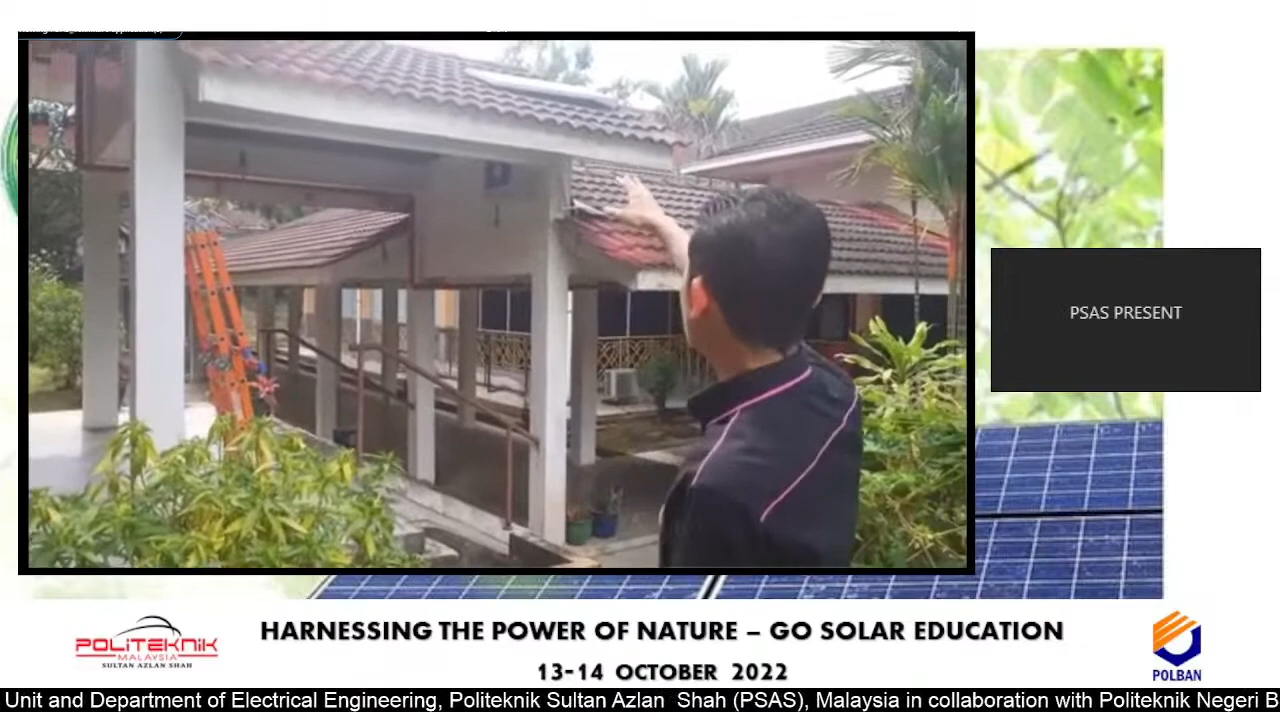 PSAS PRESENT
POLITEKNIK
MALAYSIA
SULTAN AZLAN SHAH
HARNESSING THE POWER OF NATURE – GO SOLAR EDUCATION
13-14 OCTOBER 2022
POLBAN
Unit and Department of Electrical Engineering, Politeknik Sultan Azlan Shah (PSAS), Malaysia in collaboration with Politeknik Negeri B